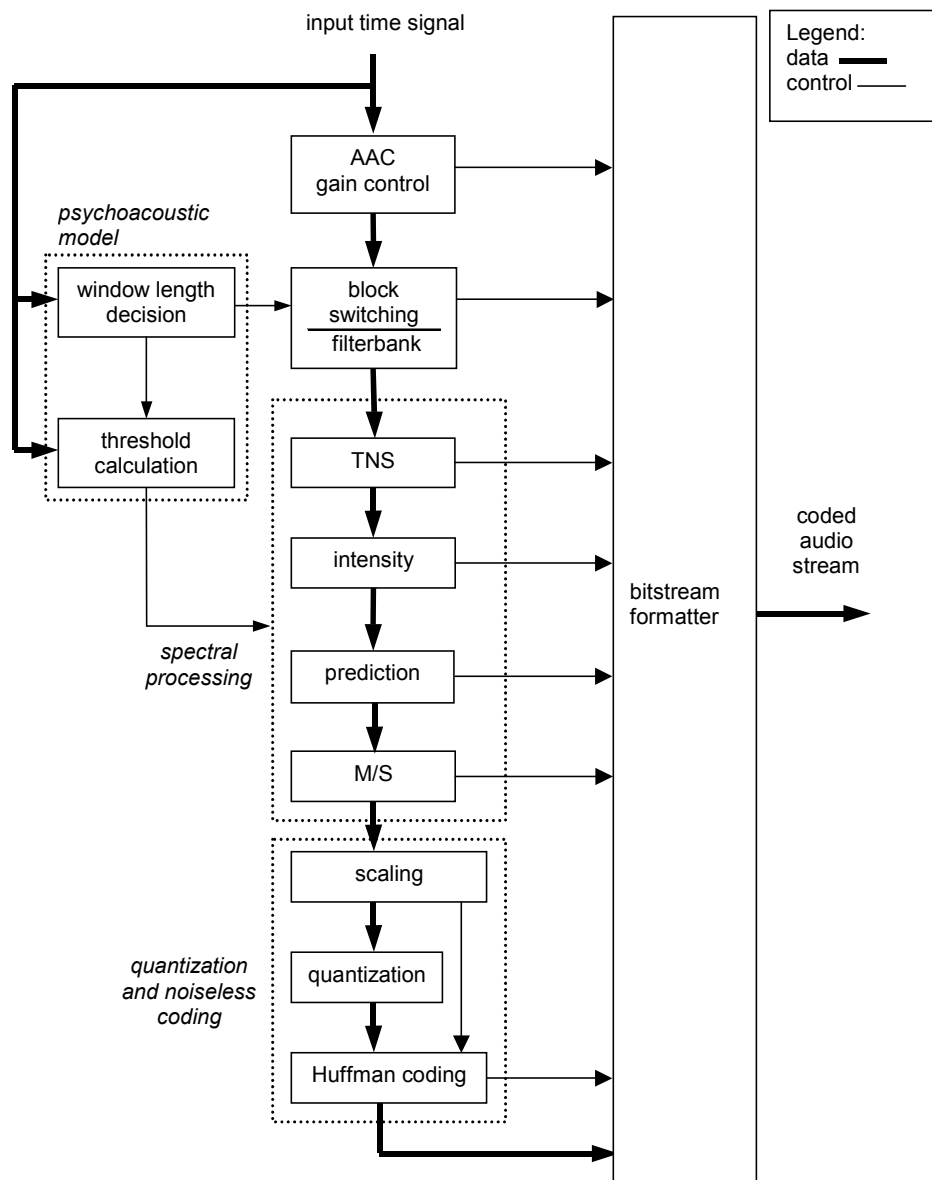 input time signal
Legend:
data
control
AAC
gain control
psychoacoustic
model
window length
decision
block
switching
filterbank
threshold
calculation
TNS
intensity
spectral
processing
prediction
M/S
bitstream
formatter
coded
audio
stream
scaling
quantization
and noiseless
coding
quantization
Huffman coding